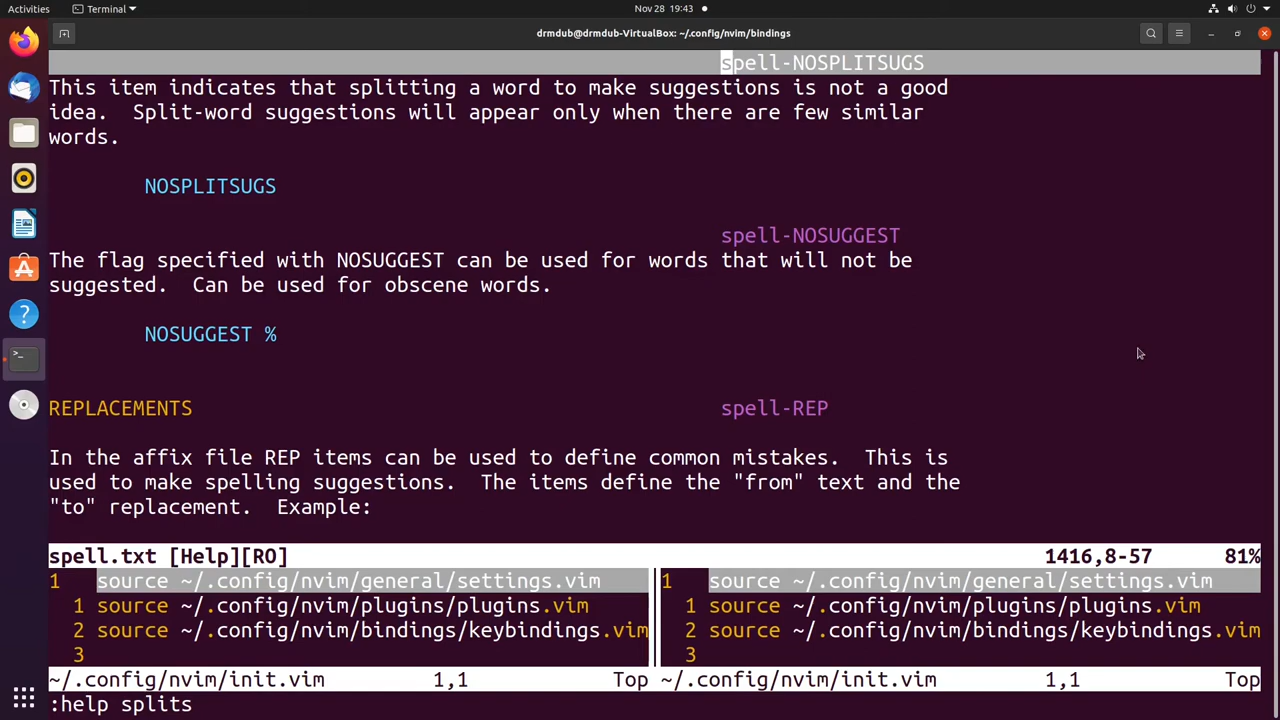 Activities
Terminal
Nov 28 19:43
drmdub@drmdub-VirtualBox: ~/.config/nvim/bindings
spell-NOSPLITSUGS
This item indicates that splitting a word to make suggestions is not a good
idea.  Split-word suggestions will appear only when there are few similar
words.
NOSPLITSUGS
spell-NOSUGGEST
The flag specified with NOSUGGEST can be used for words that will not be
suggested.  Can be used for obscene words.
NOSUGGEST %
REPLACEMENTS spell-REP
In the affix file REP items can be used to define common mistakes.  This is
used to make spelling suggestions.  The items define the "from" text and the
"to" replacement.  Example:
spell.txt [Help][RO] 1416,8-57 81%
1 source ~/.config/nvim/general/settings.vim
1 source ~/.config/nvim/plugins/plugins.vim
2 source ~/.config/nvim/bindings/keybindings.vim
3
~/.config/nvim/init.vim 1,1 Top
1 source ~/.config/nvim/general/settings.vim
1 source ~/.config/nvim/plugins/plugins.vim
2 source ~/.config/nvim/bindings/keybindings.vim
3
~/.config/nvim/init.vim 1,1 Top
:help splits